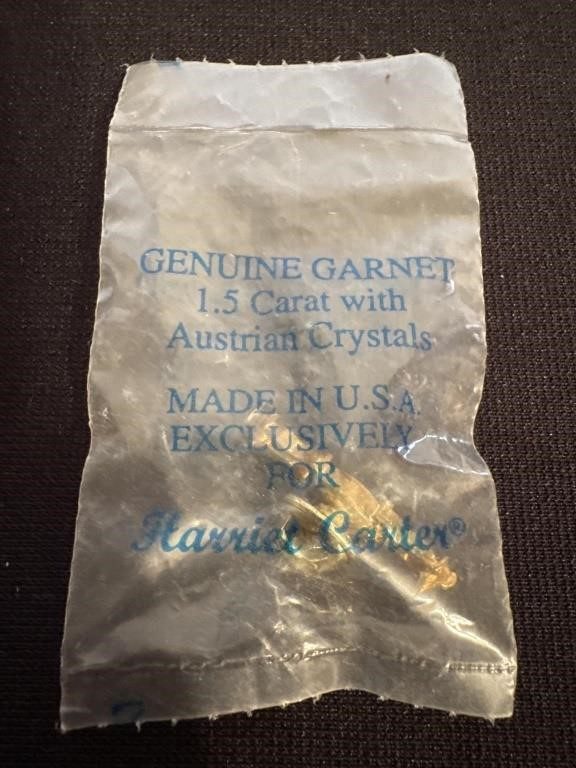 GENUINE GARNET
1.5 Carat with
Austrian Crystals
MADE IN U.S.A.
EXCLUSIVELY
FOR
Harriet Carter®